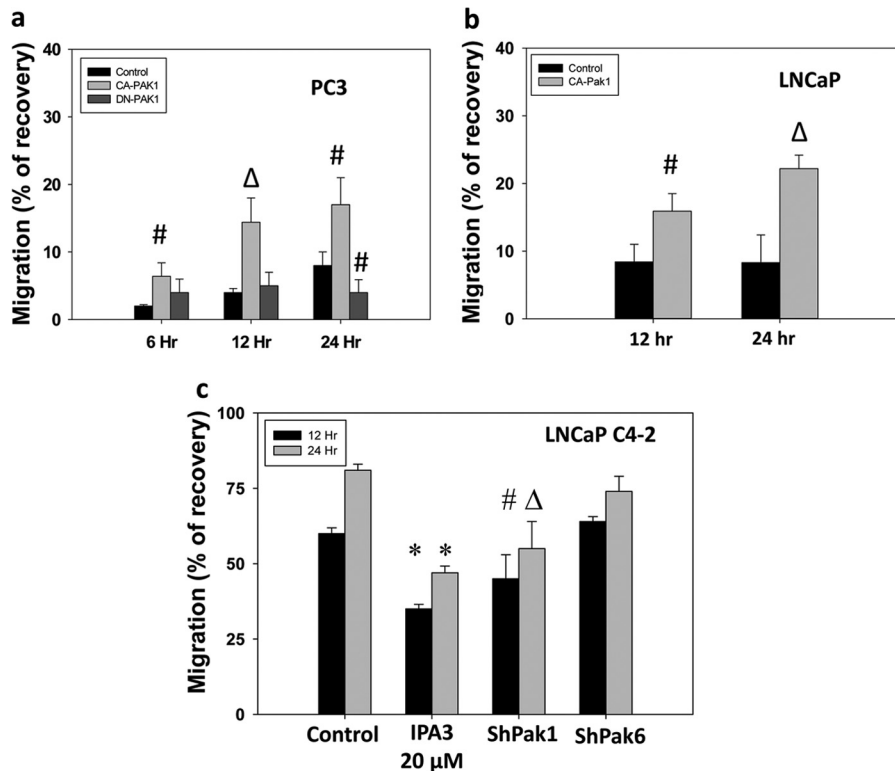 a
Migration (% of recovery)
40
30
20
10
0
Control
CA-PAK1
DN-PAK1
PC3
#
Δ
#
#
6 Hr 12 Hr 24 Hr
b
Migration (% of recovery)
40
30
20
10
0
Control
CA-Pak1
LNCaP
#
Δ
12 hr 24 hr
c
Migration (% of recovery)
100
75
50
25
0
12 Hr
24 Hr
LNCaP C4-2
* *
# Δ
Control IPA3 ShPak1 ShPak6
20 µM